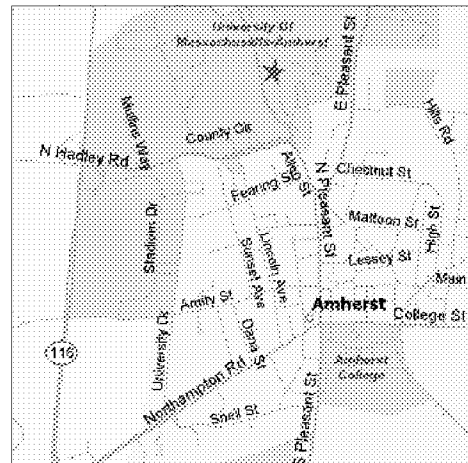 University Of
Massachusetts-Amherst
E Pleasant St
Mullins Way
Hills Rd
County Cir
N Hadley Rd
Allen St
N Pleasant St
Chestnut St
Fearing St
Mattoon St
High St
Stadium Dr
Lincoln Ave
Sunset Ave
Lessey St
Main
Amity St
Amherst
College St
116
University Dr
Dana St
Northampton Rd
Amherst
College
Snell St
S Pleasant St